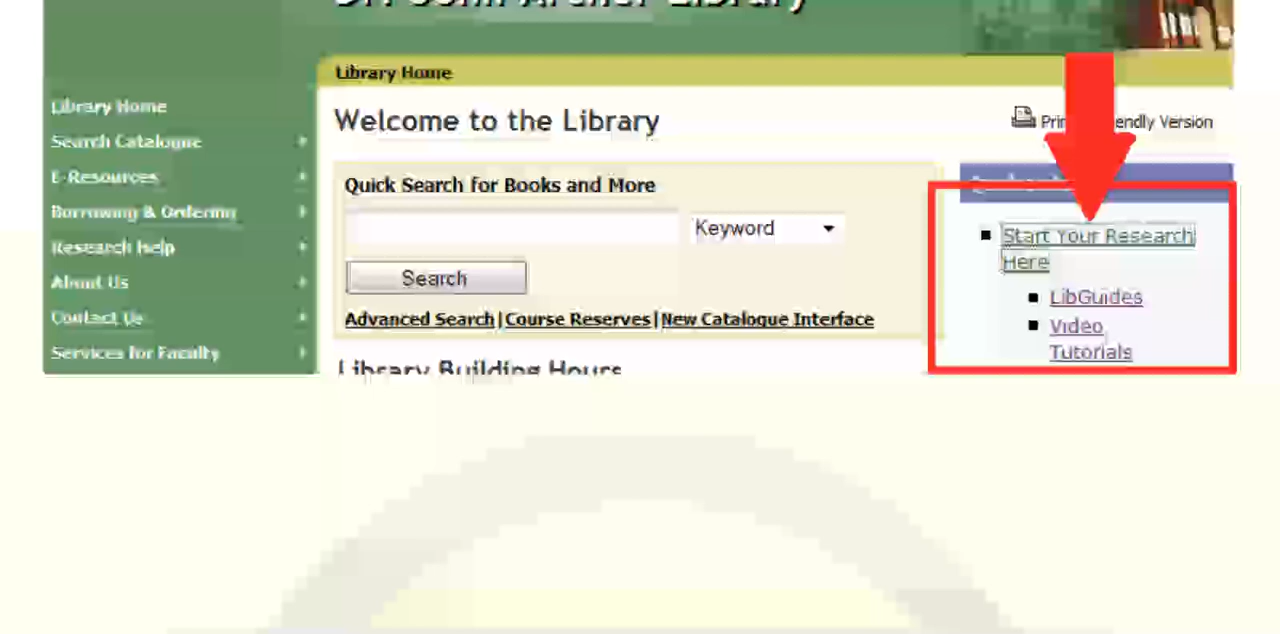 Library
Library Home
Library Home
Search Catalogue
E-Resources
Borrowing & Ordering
Research Help
About Us
Contact Us
Services for Faculty
Welcome to the Library
Version
Quick Search for Books and More
Keyword
Search
Advanced Search|Course Reserves|New Catalogue Interface
Library Building Hours
Start Your Research
Here
LibGuides
Video
Tutorials